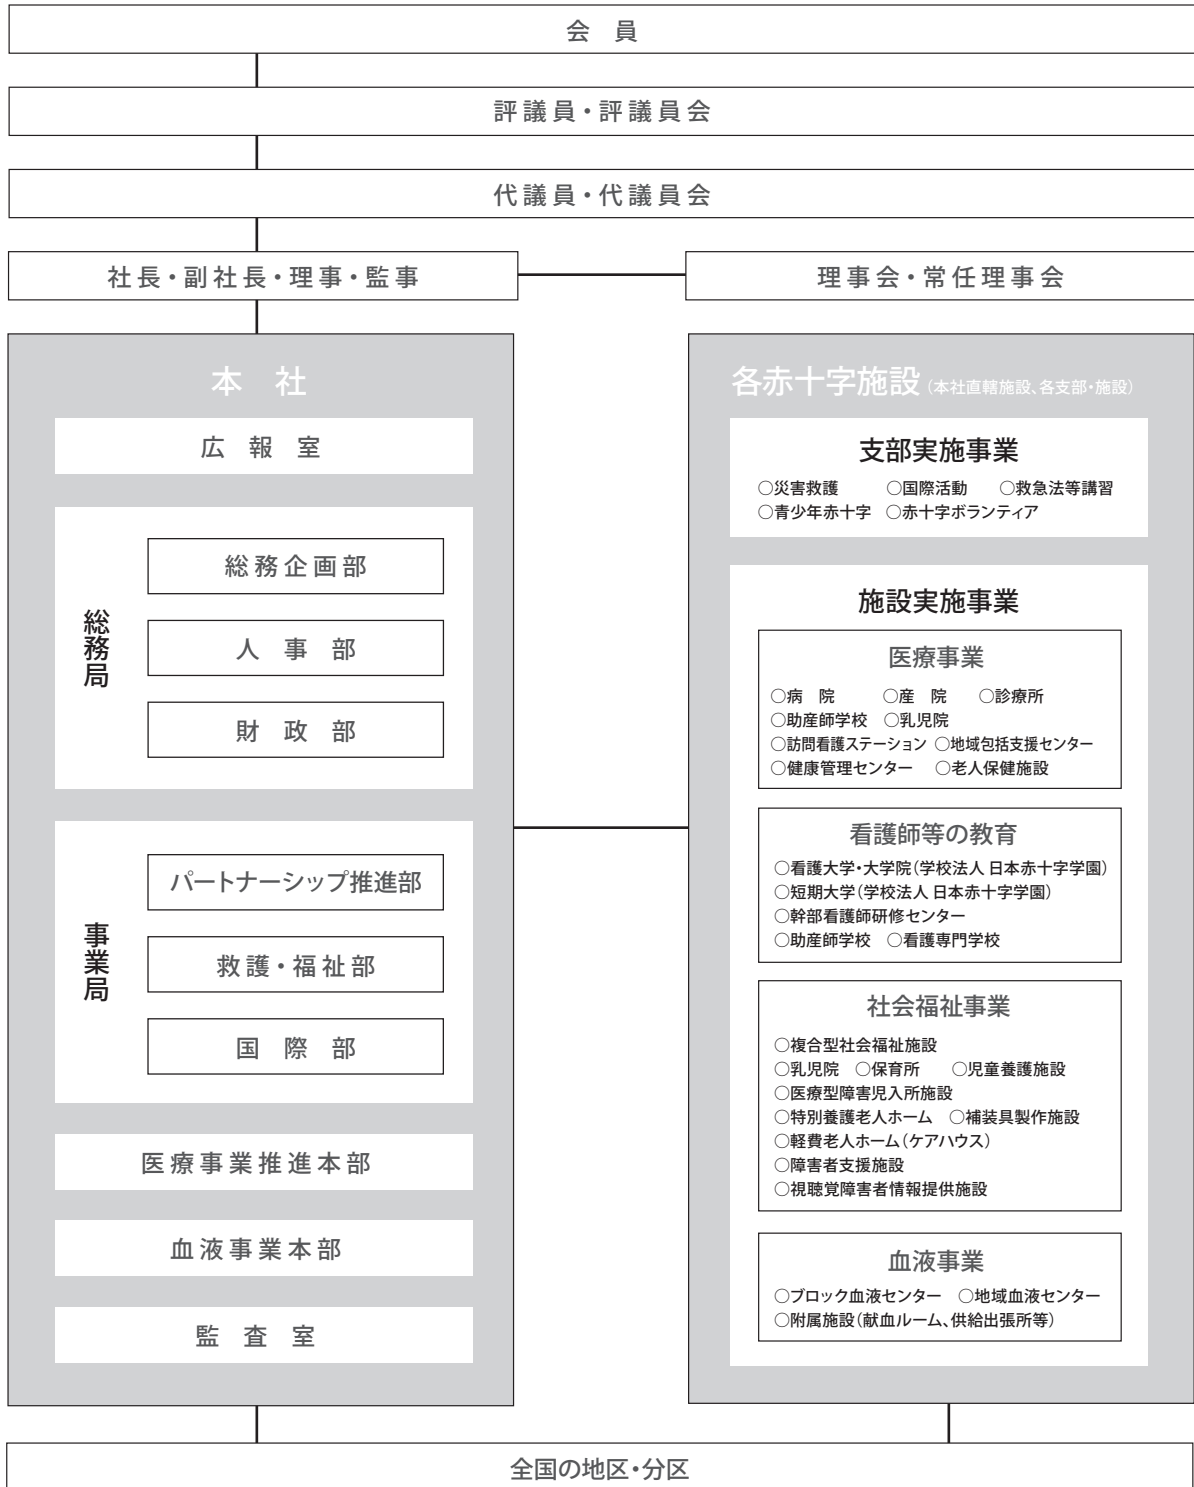 会 員
評議員・評議員会
代議員・代議員会
社長・副社長・理事・監事
理事会・常任理事会
本 社
広 報 室
総務局
総務企画部
人 事 部
財 政 部
事業局
パートナーシップ推進部
救護・福祉部
国 際 部
医療事業推進本部
血液事業本部
監 査 室
各赤十字施設(本社直轄施設、各支部・施設)
支部実施事業
○災害救護 ○国際活動 ○救急法等講習
○青少年赤十字 ○赤十字ボランティア
施設実施事業
医療事業
○病 院 ○産 院 ○診療所
○助産師学校 ○乳児院
○訪問看護ステーション ○地域包括支援センター
○健康管理センター ○老人保健施設
看護師等の教育
○看護大学・大学院(学校法人 日本赤十字学園)
○短期大学(学校法人 日本赤十字学園)
○幹部看護師研修センター
○助産師学校 ○看護専門学校
社会福祉事業
○複合型社会福祉施設
○乳児院 ○保育所 ○児童養護施設
○医療型障害児入所施設
○特別養護老人ホーム ○補装具製作施設
○軽費老人ホーム(ケアハウス)
○障害者支援施設
○視聴覚障害者情報提供施設
血液事業
○ブロック血液センター ○地域血液センター
○附属施設(献血ルーム、供給出張所等)
全国の地区・分区